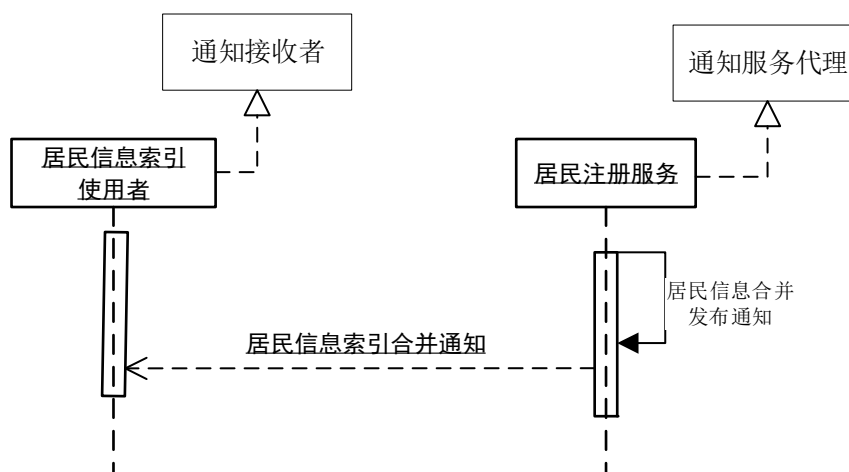 通知接收者
通知服务代理
居民信息索引
使用者
居民注册服务
居民信息合并
发布通知
居民信息索引合并通知